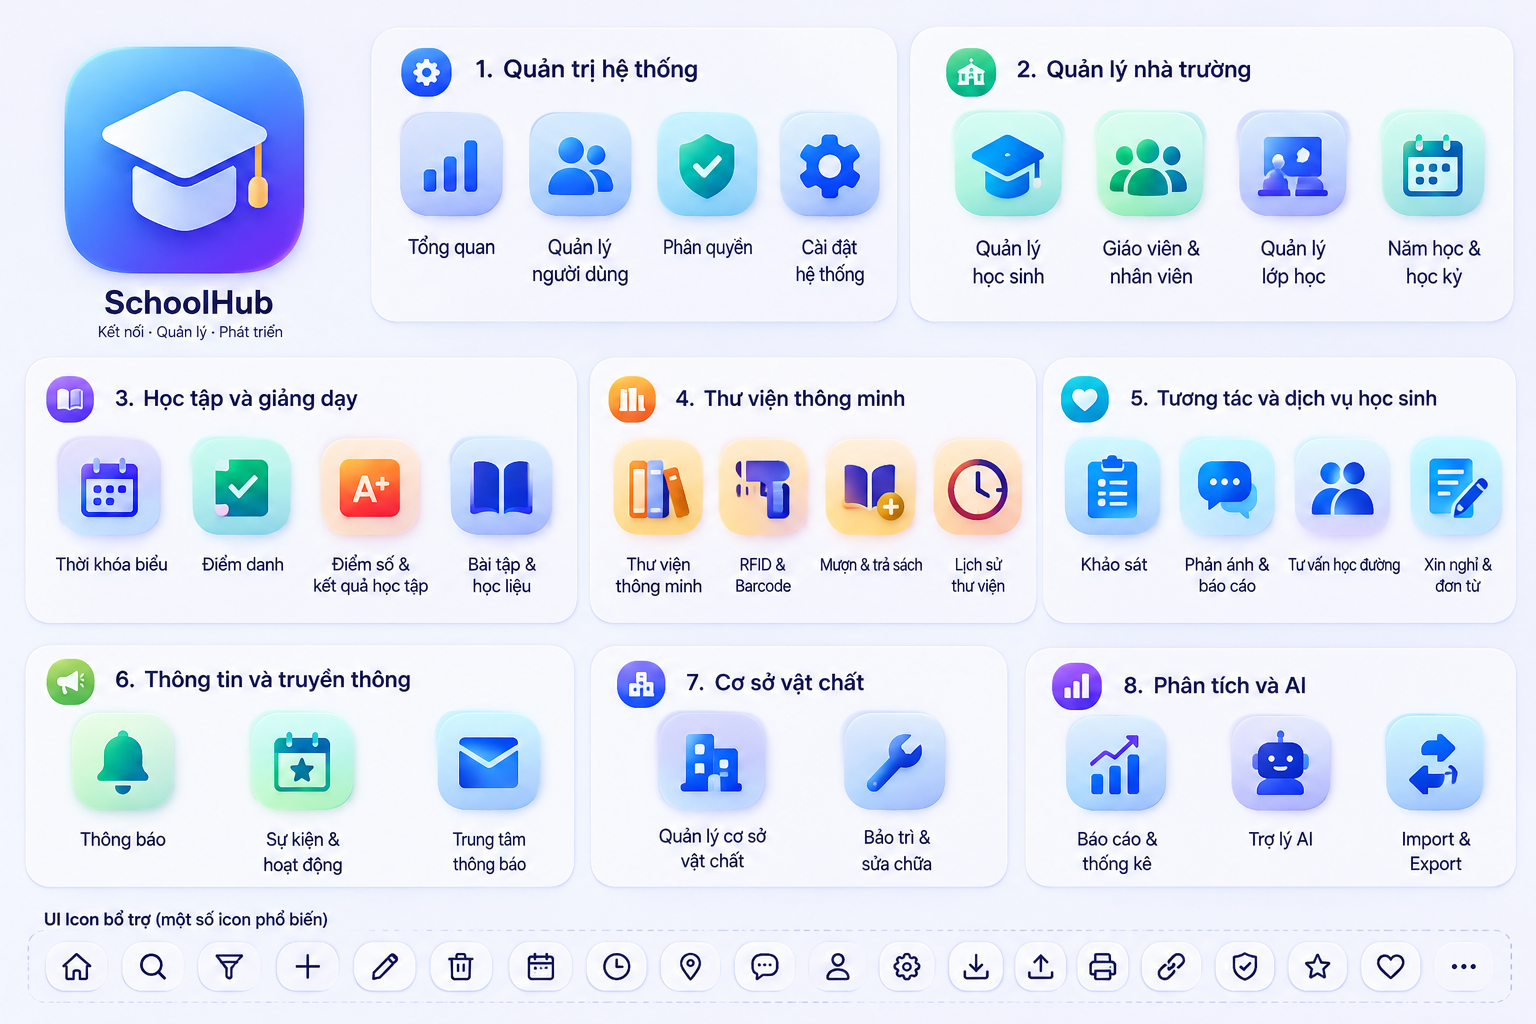 SchoolHub
Kết nối · Quản lý · Phát triển
1. Quản trị hệ thống
Tổng quan
Quản lý
người dùng
Phân quyền
Cài đặt
hệ thống
2. Quản lý nhà trường
Quản lý
học sinh
Giáo viên &
nhân viên
Quản lý
lớp học
Năm học &
học kỳ
3. Học tập và giảng dạy
Thời khóa biểu
Điểm danh
A+
Điểm số &
kết quả học tập
Bài tập &
học liệu
4. Thư viện thông minh
Thư viện
thông minh
RFID &
Barcode
Mượn & trả sách
Lịch sử
thư viện
5. Tương tác và dịch vụ học sinh
Khảo sát
Phản ánh &
báo cáo
Tư vấn học đường
Xin nghỉ &
đơn từ
6. Thông tin và truyền thông
Thông báo
Sự kiện &
hoạt động
Trung tâm
thông báo
7. Cơ sở vật chất
Quản lý cơ sở
vật chất
Bảo trì &
sửa chữa
8. Phân tích và AI
Báo cáo &
thống kê
Trợ lý AI
Import &
Export
UI Icon bổ trợ (một số icon phổ biến)